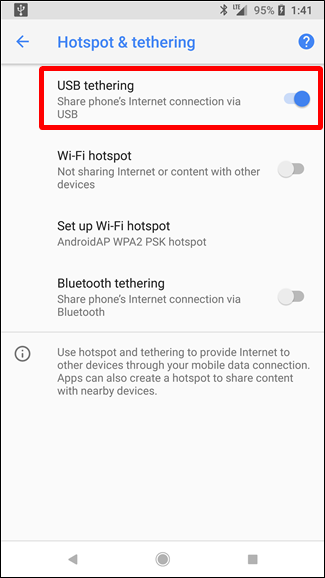 LTE 95% 1:41
Hotspot & tethering ?
USB tethering
Share phone's Internet connection via
USB
Wi-Fi hotspot
Not sharing Internet or content with other
devices
Set up Wi-Fi hotspot
AndroidAP WPA2 PSK hotspot
Bluetooth tethering
Share phone's Internet connection via
Bluetooth
Use hotspot and tethering to provide Internet to
other devices through your mobile data connection.
Apps can also create a hotspot to share content
with nearby devices.